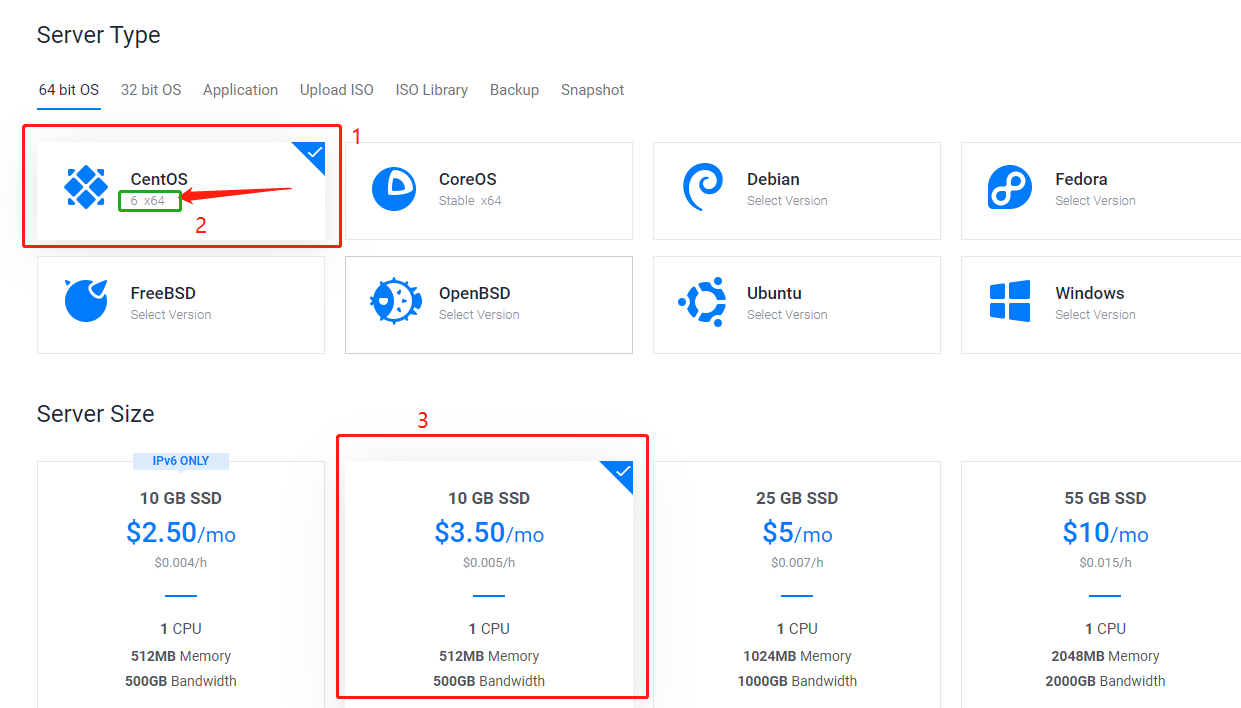 Server Type
64 bit OS 32 bit OS Application Upload ISO ISO Library Backup Snapshot
1
CentOS
6 x64
2
CoreOS
Stable x64
Debian
Select Version
Fedora
Select Version
FreeBSD
Select Version
OpenBSD
Select Version
Ubuntu
Select Version
Windows
Select Version
Server Size
3
IPv6 ONLY
10 GB SSD
$2.50/mo
$0.004/h
1 CPU
512MB Memory
500GB Bandwidth
10 GB SSD
$3.50/mo
$0.005/h
1 CPU
512MB Memory
500GB Bandwidth
25 GB SSD
$5/mo
$0.007/h
1 CPU
1024MB Memory
1000GB Bandwidth
55 GB SSD
$10/mo
$0.015/h
1 CPU
2048MB Memory
2000GB Bandwidth